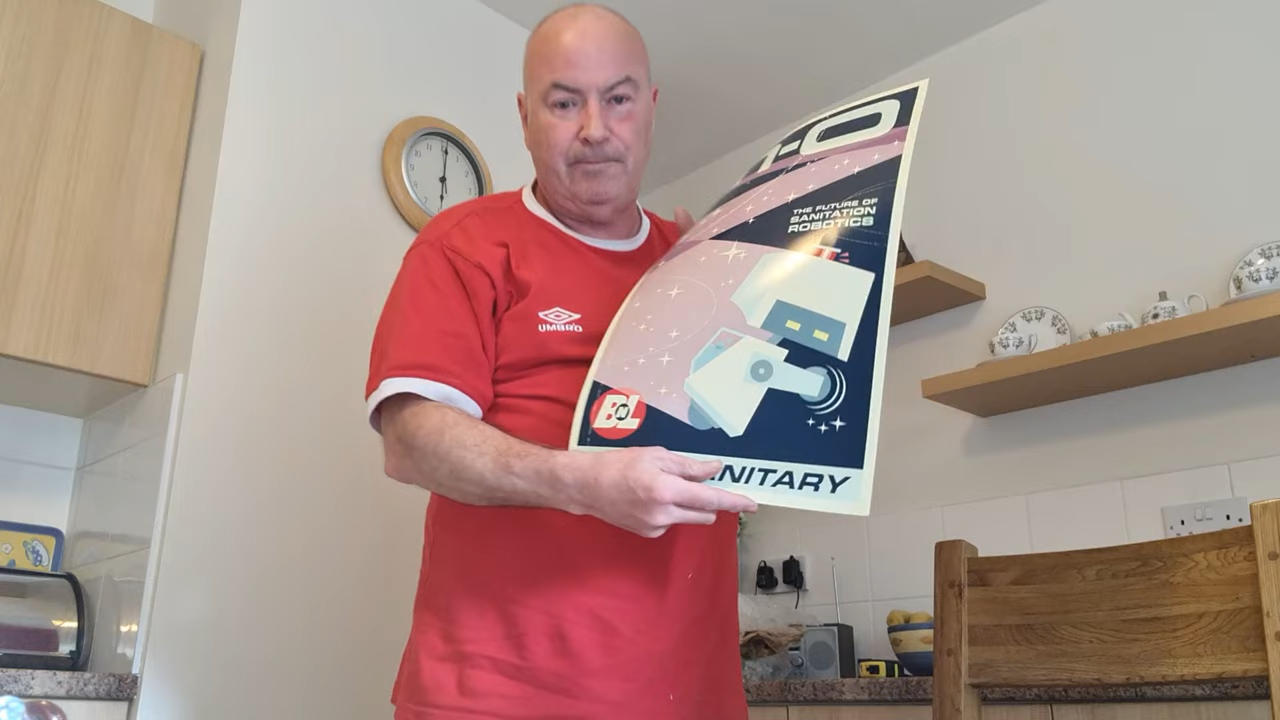 UMBRO
-O
THE FUTURE OF
SANITATION
ROBOTICS
BNL
NITARY